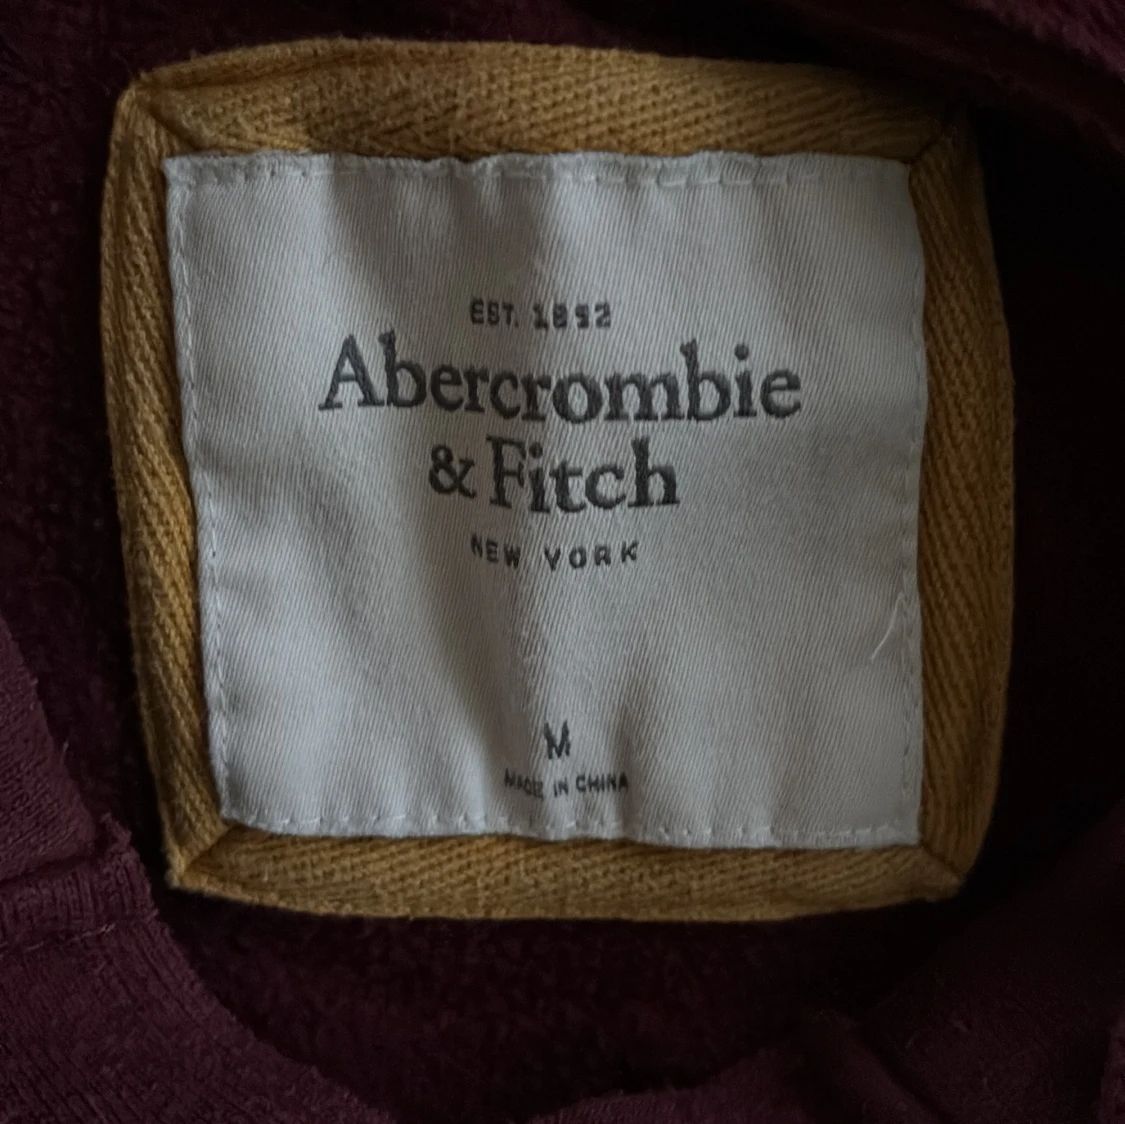 EST. 1892
Abercrombie
& Fitch
NEW YORK
M
MADE IN CHINA